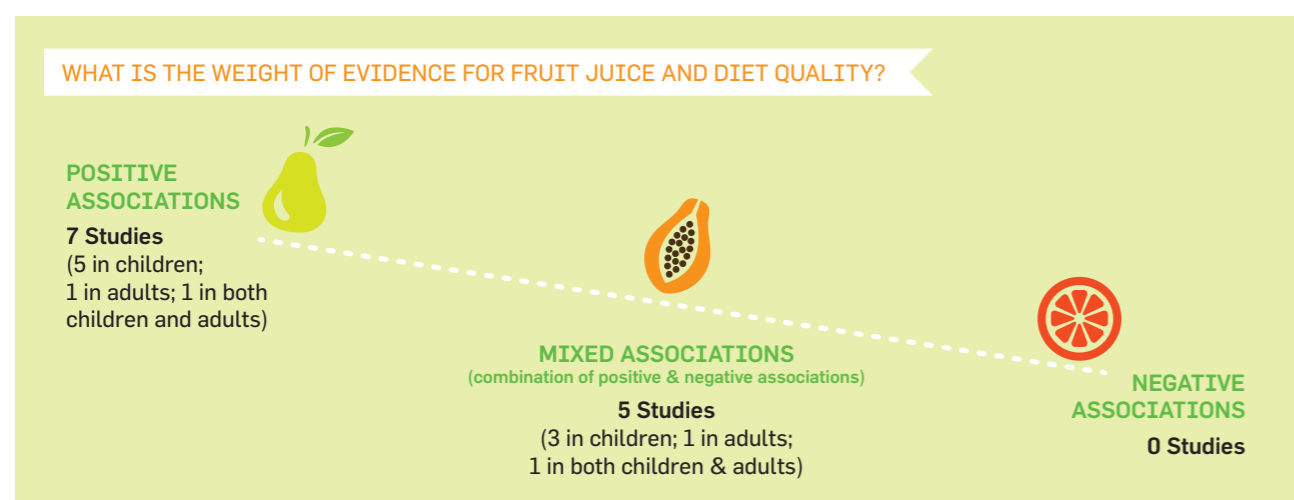 WHAT IS THE WEIGHT OF EVIDENCE FOR FRUIT JUICE AND DIET QUALITY?
POSITIVE
ASSOCIATIONS
7 Studies
(5 in children;
1 in adults; 1 in both
children and adults)
MIXED ASSOCIATIONS
(combination of positive & negative associations)
5 Studies
(3 in children; 1 in adults;
1 in both children & adults)
NEGATIVE
ASSOCIATIONS
0 Studies